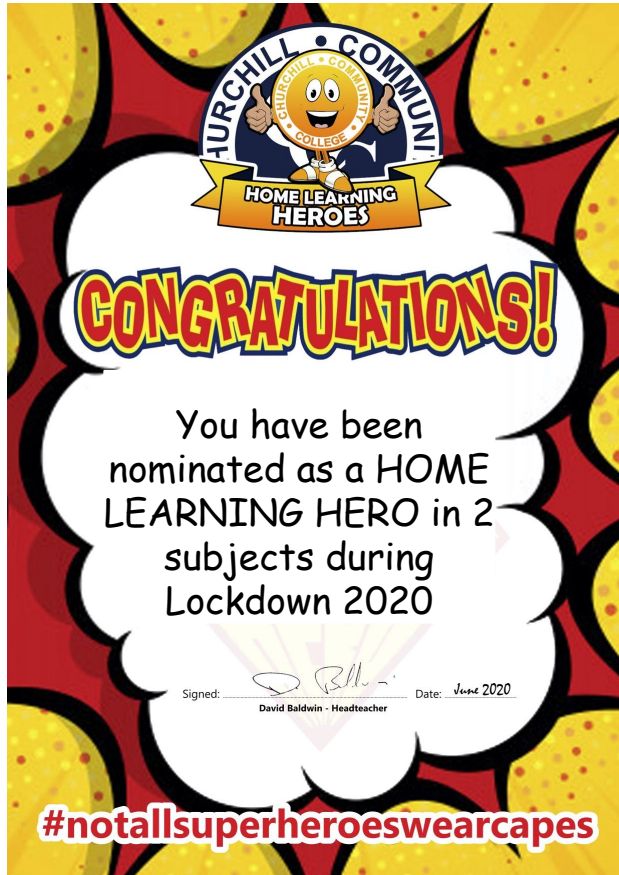 CHURCHILL • COMMUNITY
CHURCHILL • COMMUNITY
• COLLEGE •
HOME LEARNING
HEROES
CONGRATULATIONS!
You have been
nominated as a HOME
LEARNING HERO in 2
subjects during
Lockdown 2020
Signed: Date: June 2020
David Baldwin - Headteacher
#notallsuperheroeswearcapes